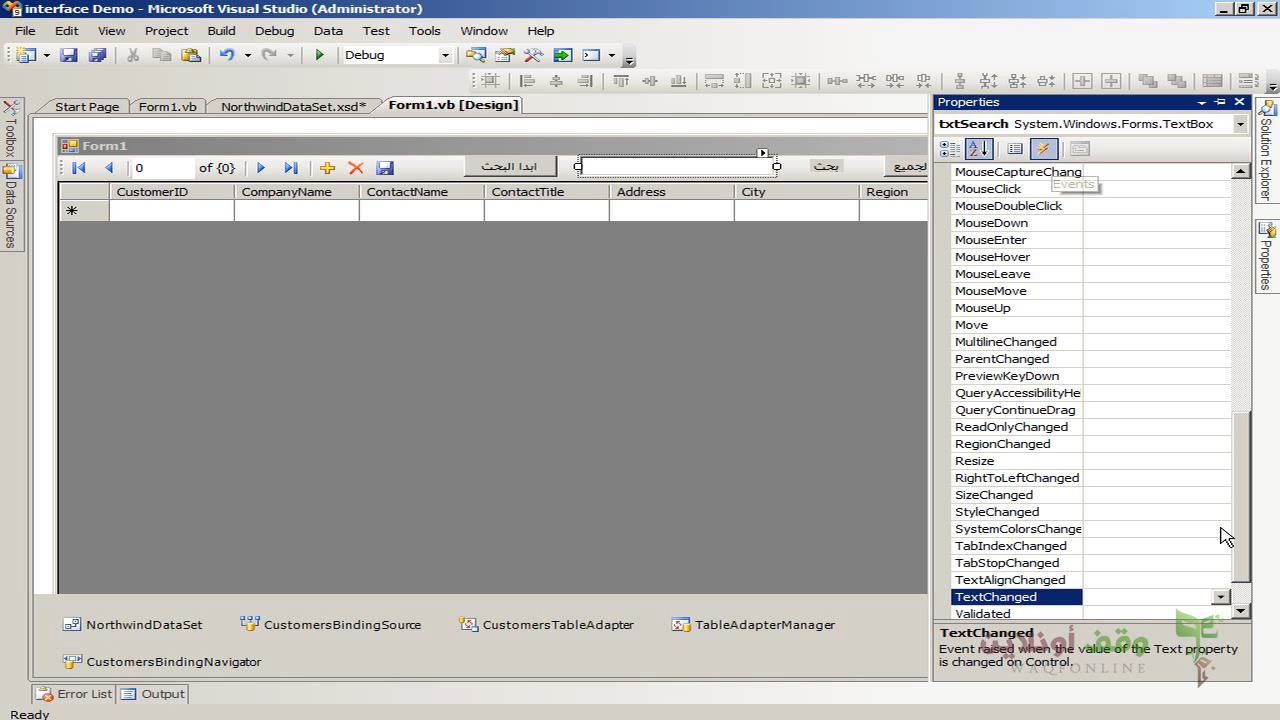 interface Demo - Microsoft Visual Studio (Administrator)
File Edit View Project Build Debug Data Test Tools Window Help
Debug
Start Page Form1.vb NorthwindDataSet.xsd* Form1.vb [Design]
Toolbox
Data Sources
Form1
0 of {0} ابدا البحث بحث الجميع
CustomerID CompanyName ContactName ContactTitle Address City Region
NorthwindDataSet CustomersBindingSource CustomersTableAdapter TableAdapterManager
CustomersBindingNavigator
Error List Output
Ready
Properties
txtSearch System.Windows.Forms.TextBox
MouseCaptureChang
Events
MouseClick
MouseDoubleClick
MouseDown
MouseEnter
MouseHover
MouseLeave
MouseMove
MouseUp
Move
MultilineChanged
ParentChanged
PreviewKeyDown
QueryAccessibilityHel
QueryContinueDrag
ReadOnlyChanged
RegionChanged
Resize
RightToLeftChanged
SizeChanged
StyleChanged
SystemColorsChange
TabIndexChanged
TabStopChanged
TextAlignChanged
TextChanged
Validated
TextChanged
Event raised when the value of the Text property
is changed on Control.
وقف أونلاين
WAQFONLINE
Solution Explorer
Properties